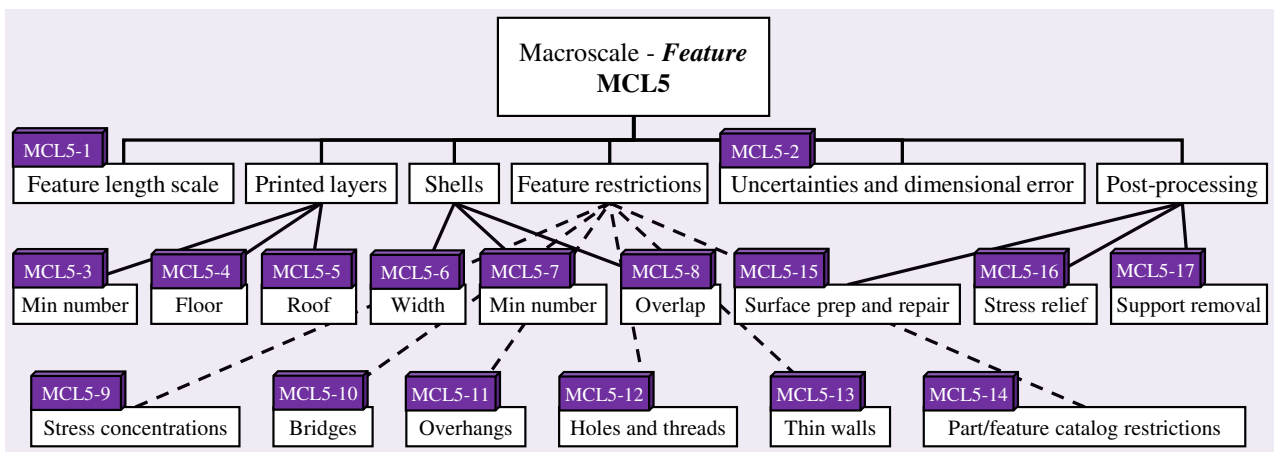 Macroscale - Feature
MCL5
MCL5-1
MCL5-2
Feature length scale
Printed layers
Shells
Feature restrictions
Uncertainties and dimensional error
Post-processing
MCL5-3
MCL5-4
MCL5-5
MCL5-6
MCL5-7
MCL5-8
MCL5-15
MCL5-16
MCL5-17
Min number
Floor
Roof
Width
Min number
Overlap
Surface prep and repair
Stress relief
Support removal
MCL5-9
MCL5-10
MCL5-11
MCL5-12
MCL5-13
MCL5-14
Stress concentrations
Bridges
Overhangs
Holes and threads
Thin walls
Part/feature catalog restrictions